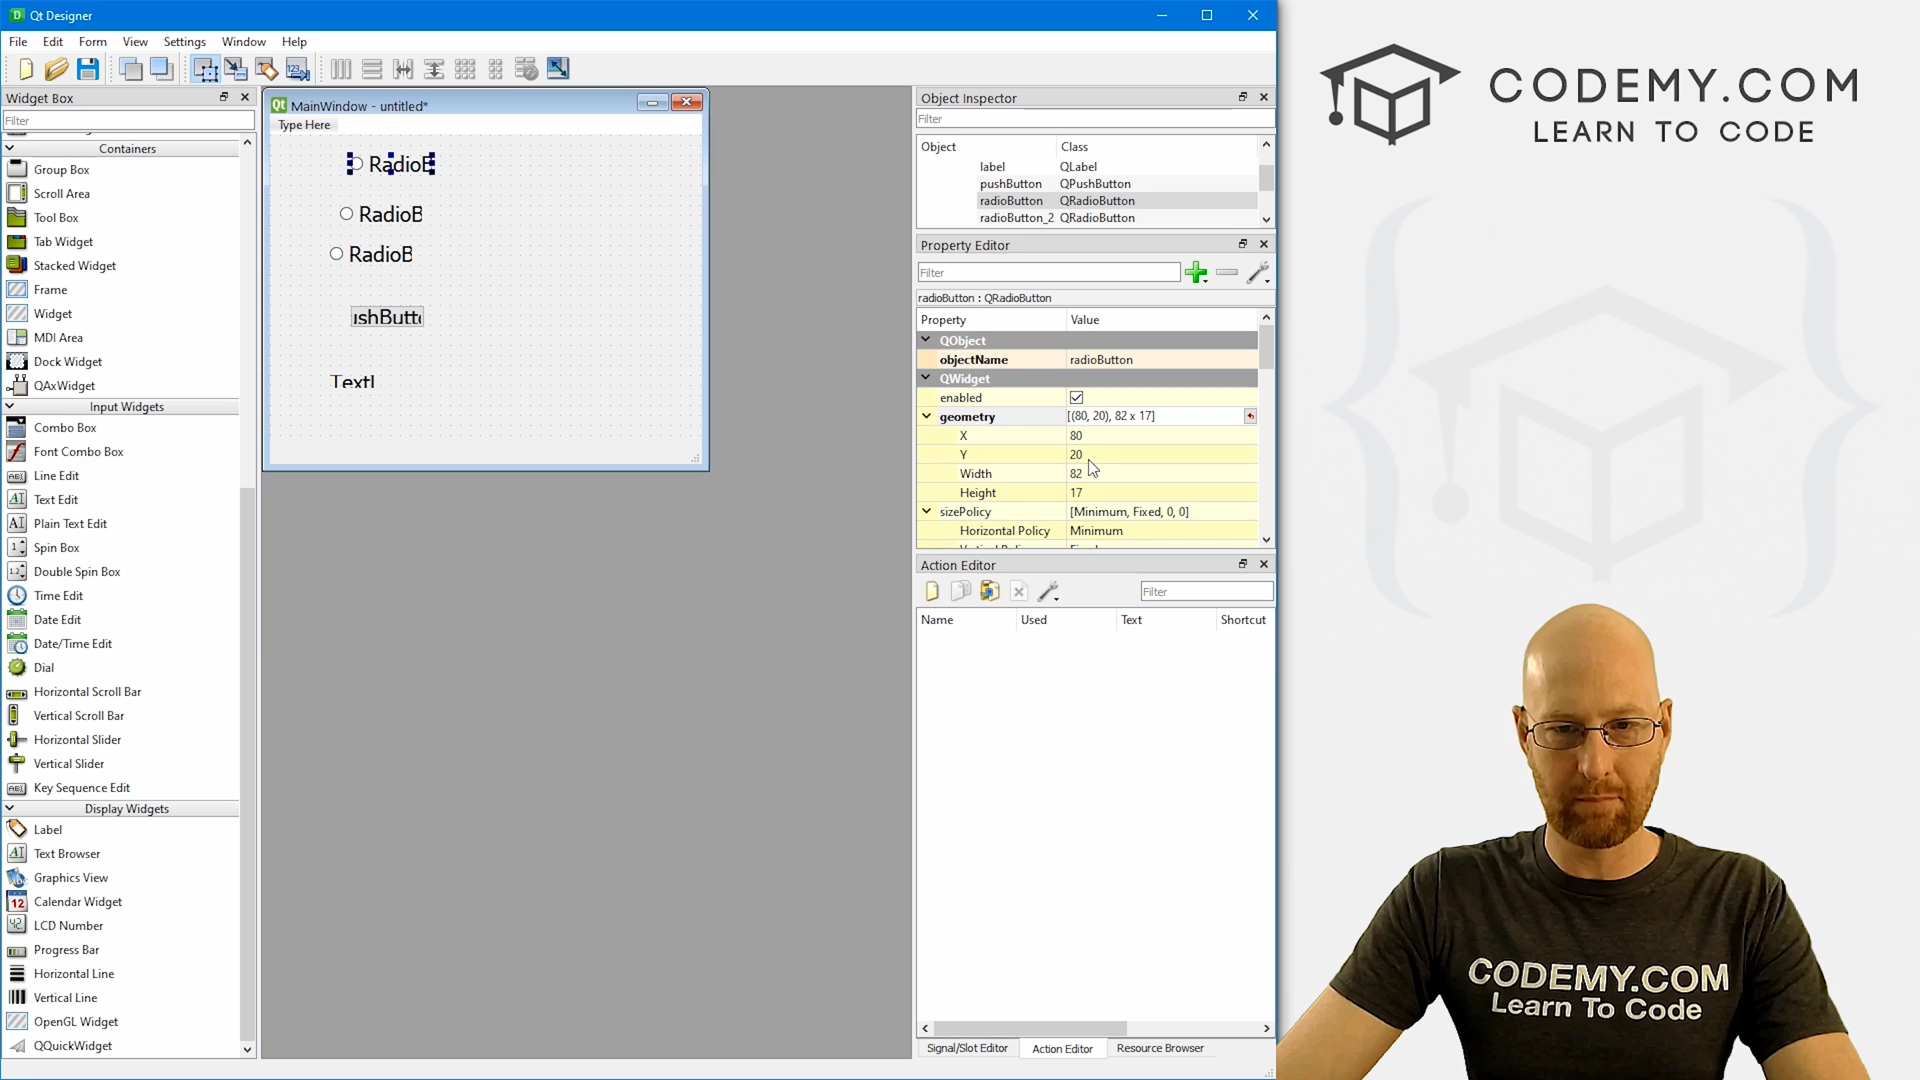 Qt Designer
File Edit Form View Settings Window Help
Widget Box
Filter
Containers
Group Box
Scroll Area
Tool Box
Tab Widget
Stacked Widget
Frame
Widget
MDI Area
Dock Widget
QAxWidget
Input Widgets
Combo Box
Font Combo Box
Line Edit
Text Edit
Plain Text Edit
Spin Box
Double Spin Box
Time Edit
Date Edit
Date/Time Edit
Dial
Horizontal Scroll Bar
Vertical Scroll Bar
Horizontal Slider
Vertical Slider
Key Sequence Edit
Display Widgets
Label
Text Browser
Graphics View
Calendar Widget
LCD Number
Progress Bar
Horizontal Line
Vertical Line
OpenGL Widget
QQuickWidget
MainWindow - untitled*
Type Here
RadioB
RadioB
RadioB
ushButto
TextL
Object Inspector
Filter
Object Class
label QLabel
pushButton QPushButton
radioButton QRadioButton
radioButton_2 QRadioButton
Property Editor
Filter
radioButton : QRadioButton
Property Value
QObject
objectName radioButton
QWidget
enabled
geometry [(80, 20), 82 x 17]
X 80
Y 20
Width 82
Height 17
sizePolicy [Minimum, Fixed, 0, 0]
Horizontal Policy Minimum
Action Editor
Filter
Name Used Text Shortcut
Signal/Slot Editor Action Editor Resource Browser
CODEMY.COM
LEARN TO CODE
CODEMY.COM
Learn To Code